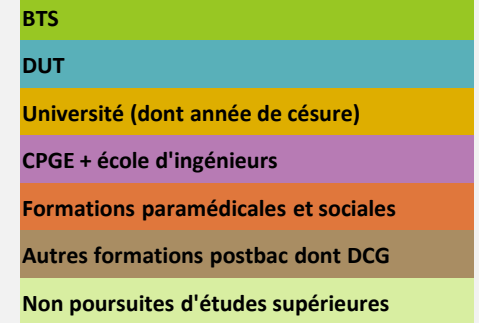 BTS
DUT
Université (dont année de césure)
CPGE + école d'ingénieurs
Formations paramédicales et sociales
Autres formations postbac dont DCG
Non poursuites d'études supérieures